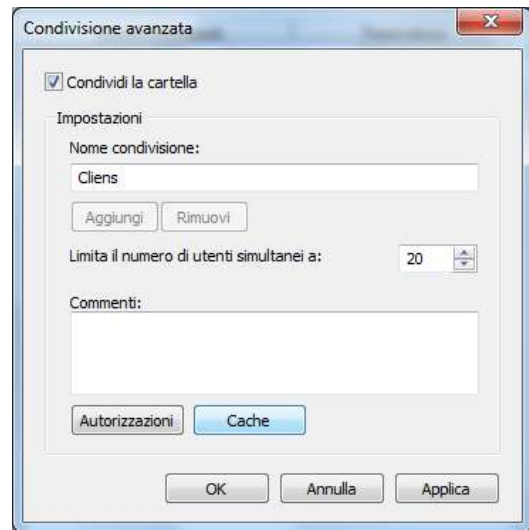 Condivisione avanzata
Condividi la cartella
Impostazioni
Nome condivisione:
Cliens
Aggiungi Rimuovi
Limita il numero di utenti simultanei a: 20
Commenti:
Autorizzazioni Cache
OK Annulla Applica